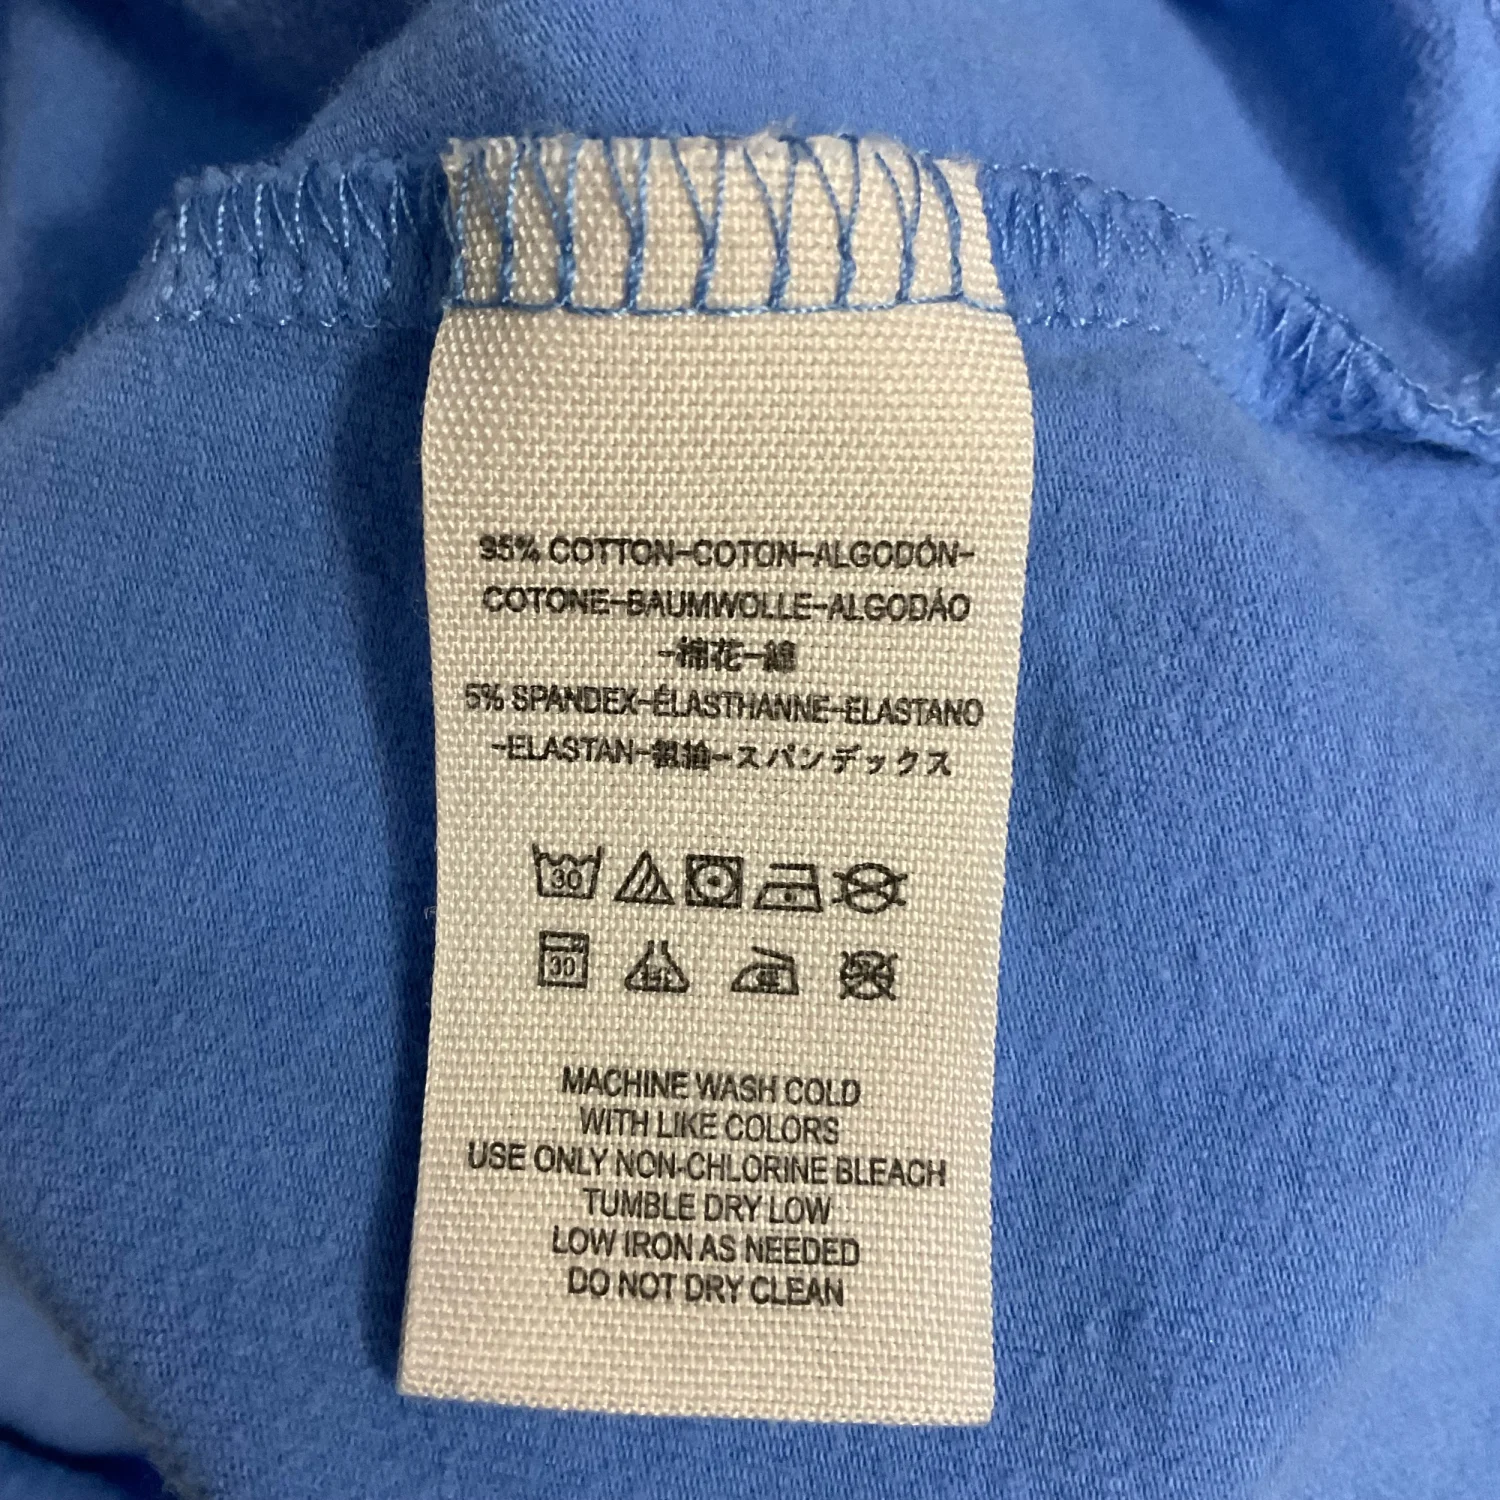 95% COTTON-COTON-ALGODÓN-
COTONE-BAUMWOLLE-ALGODÃO
-棉花-綿
5% SPANDEX-ÉLASTHANNE-ELASTANO
-ELASTAN-スパンデックス
30
30
MACHINE WASH COLD
WITH LIKE COLORS
USE ONLY NON-CHLORINE BLEACH
TUMBLE DRY LOW
LOW IRON AS NEEDED
DO NOT DRY CLEAN